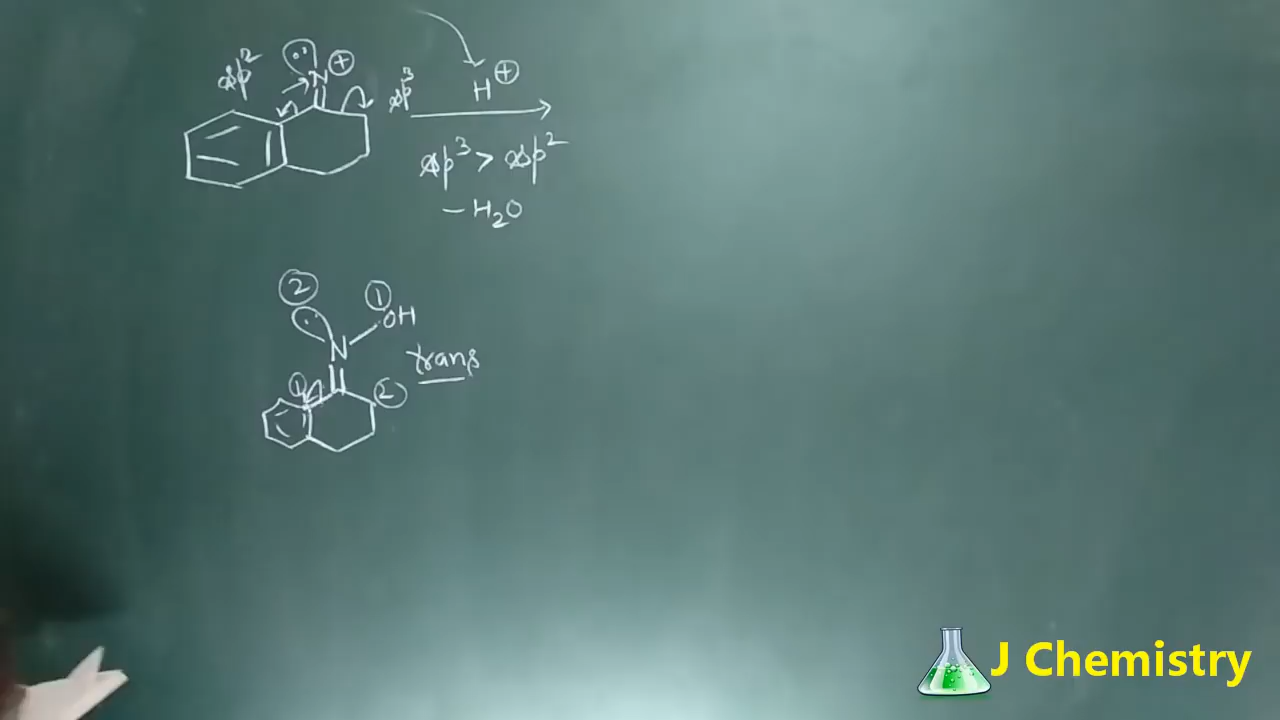 sp²
N⊕
sp³
H⊕
sp³ > sp²
– H₂O
②
①
OH
N
trans
①
②
J Chemistry